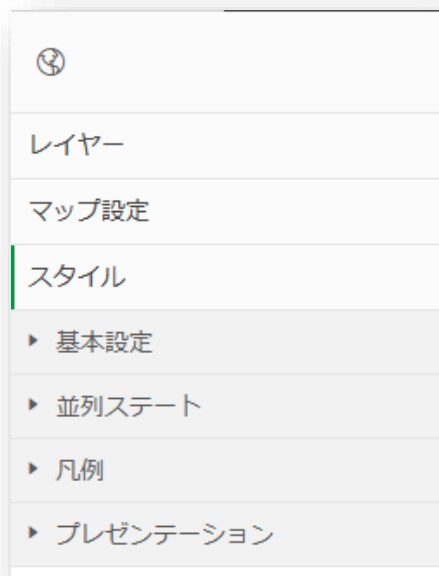 レイヤー
マップ設定
スタイル
基本設定
並列ステート
凡例
プレゼンテーション